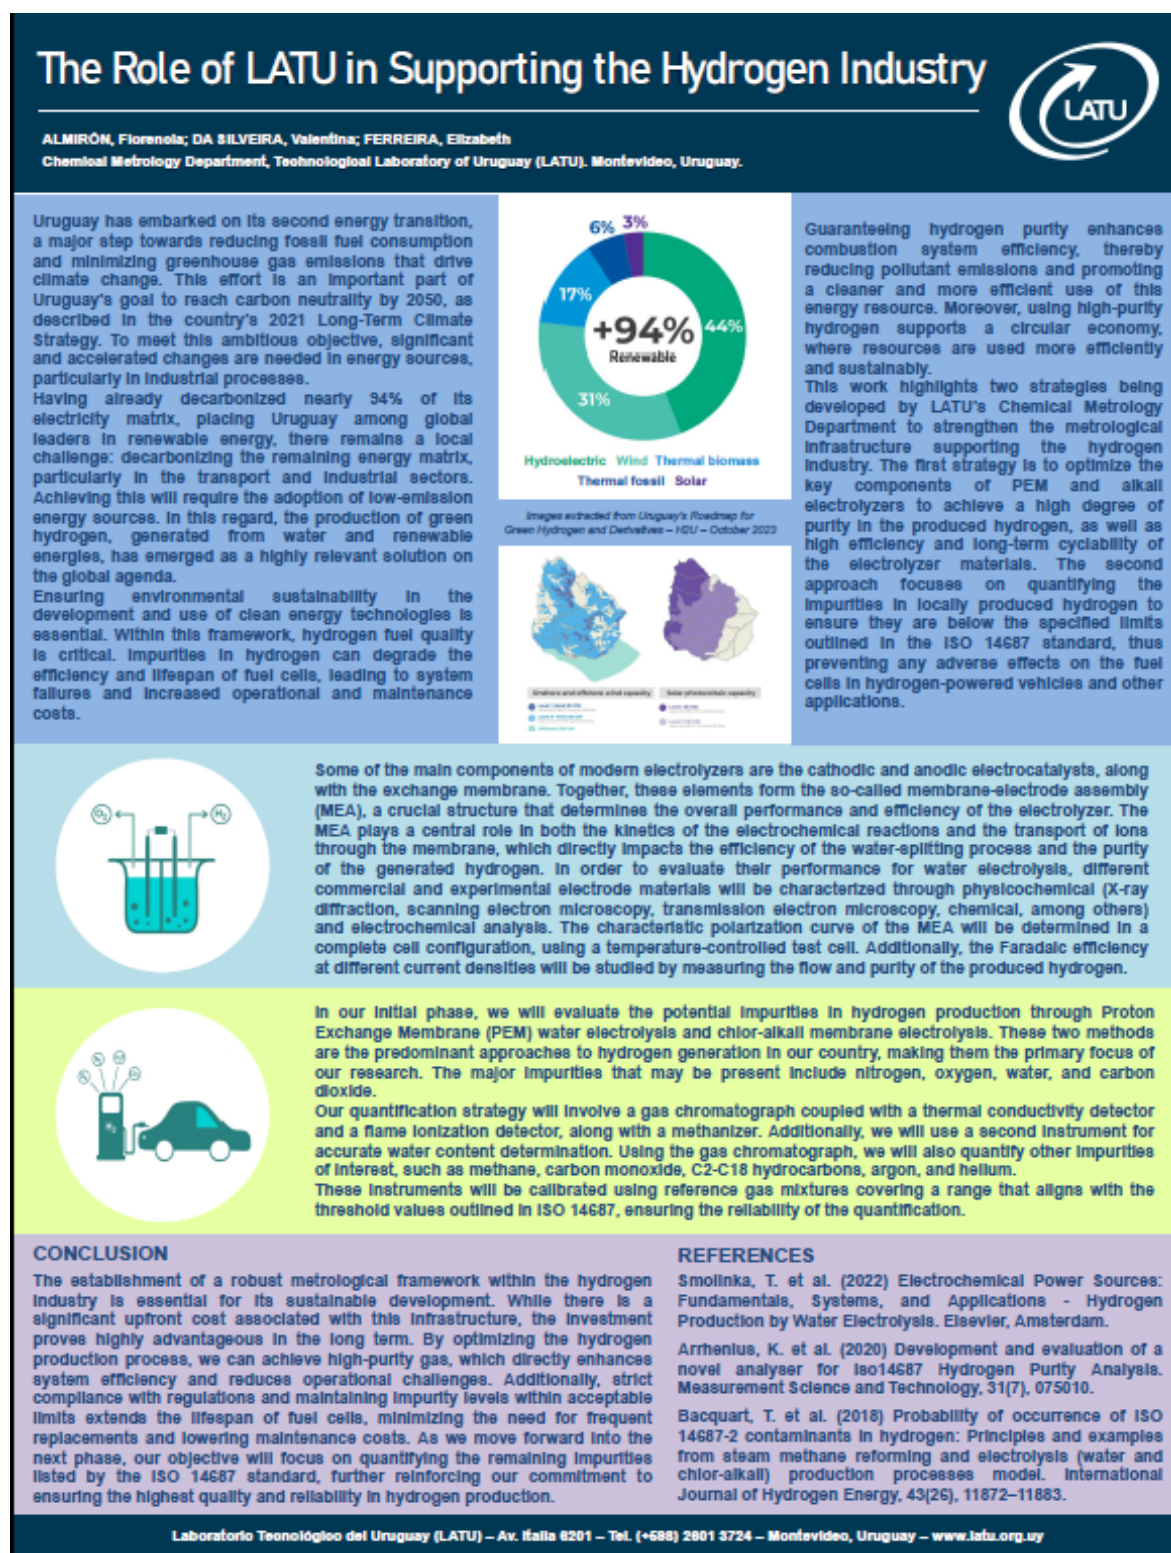 The Role of LATU in Supporting the Hydrogen Industry
LATU
ALMIRÓN, Florencia; DA SILVEIRA, Valentina; FERREIRA, Elizabeth
Chemical Metrology Department, Technological Laboratory of Uruguay (LATU). Montevideo, Uruguay.
Uruguay has embarked on its second energy transition,
a major step towards reducing fossil fuel consumption
and minimizing greenhouse gas emissions that drive
climate change. This effort is an important part of
Uruguay's goal to reach carbon neutrality by 2050, as
described in the country's 2021 Long-Term Climate
Strategy. To meet this ambitious objective, significant
and accelerated changes are needed in energy sources,
particularly in industrial processes.
Having already decarbonized nearly 94% of its
electricity matrix, placing Uruguay among global
leaders in renewable energy, there remains a local
challenge: decarbonizing the remaining energy matrix,
particularly in the transport and industrial sectors.
Achieving this will require the adoption of low-emission
energy sources. In this regard, the production of green
hydrogen, generated from water and renewable
energies, has emerged as a highly relevant solution on
the global agenda.
Ensuring environmental sustainability in the
development and use of clean energy technologies is
essential. Within this framework, hydrogen fuel quality
is critical. Impurities in hydrogen can degrade the
efficiency and lifespan of fuel cells, leading to system
failures and increased operational and maintenance
costs.
6% 3%
17%
+94%
44%
Renewable
31%
Hydroelectric Wind Thermal biomass
Thermal fossil Solar
Images extracted from Uruguay's Roadmap for
Green Hydrogen and Derivatives – H2U – October 2023
Onshore and offshore wind capacity
Solar photovoltaic capacity
Guaranteeing hydrogen purity enhances
combustion system efficiency, thereby
reducing pollutant emissions and promoting
a cleaner and more efficient use of this
energy resource. Moreover, using high-purity
hydrogen supports a circular economy,
where resources are used more efficiently
and sustainably.
This work highlights two strategies being
developed by LATU's Chemical Metrology
Department to strengthen the metrological
infrastructure supporting the hydrogen
industry. The first strategy is to optimize the
key components of PEM and alkali
electrolyzers to achieve a high degree of
purity in the produced hydrogen, as well as
high efficiency and long-term cyclability of
the electrolyzer materials. The second
approach focuses on quantifying the
impurities in locally produced hydrogen to
ensure they are below the specified limits
outlined in the ISO 14687 standard, thus
preventing any adverse effects on the fuel
cells in hydrogen-powered vehicles and other
applications.
O₂
H₂
Some of the main components of modern electrolyzers are the cathodic and anodic electrocatalysts, along
with the exchange membrane. Together, these elements form the so-called membrane-electrode assembly
(MEA), a crucial structure that determines the overall performance and efficiency of the electrolyzer. The
MEA plays a central role in both the kinetics of the electrochemical reactions and the transport of ions
through the membrane, which directly impacts the efficiency of the water-splitting process and the purity
of the generated hydrogen. In order to evaluate their performance for water electrolysis, different
commercial and experimental electrode materials will be characterized through physicochemical (X-ray
diffraction, scanning electron microscopy, transmission electron microscopy, chemical, among others)
and electrochemical analysis. The characteristic polarization curve of the MEA will be determined in a
complete cell configuration, using a temperature-controlled test cell. Additionally, the Faradaic efficiency
at different current densities will be studied by measuring the flow and purity of the produced hydrogen.
In our initial phase, we will evaluate the potential impurities in hydrogen production through Proton
Exchange Membrane (PEM) water electrolysis and chlor-alkali membrane electrolysis. These two methods
are the predominant approaches to hydrogen generation in our country, making them the primary focus of
our research. The major impurities that may be present include nitrogen, oxygen, water, and carbon
dioxide.
Our quantification strategy will involve a gas chromatograph coupled with a thermal conductivity detector
and a flame ionization detector, along with a methanizer. Additionally, we will use a second instrument for
accurate water content determination. Using the gas chromatograph, we will also quantify other impurities
of interest, such as methane, carbon monoxide, C2-C18 hydrocarbons, argon, and helium.
These instruments will be calibrated using reference gas mixtures covering a range that aligns with the
threshold values outlined in ISO 14687, ensuring the reliability of the quantification.
CONCLUSION
The establishment of a robust metrological framework within the hydrogen
industry is essential for its sustainable development. While there is a
significant upfront cost associated with this infrastructure, the investment
proves highly advantageous in the long term. By optimizing the hydrogen
production process, we can achieve high-purity gas, which directly enhances
system efficiency and reduces operational challenges. Additionally, strict
compliance with regulations and maintaining impurity levels within acceptable
limits extends the lifespan of fuel cells, minimizing the need for frequent
replacements and lowering maintenance costs. As we move forward into the
next phase, our objective will focus on quantifying the remaining impurities
listed by the ISO 14687 standard, further reinforcing our commitment to
ensuring the highest quality and reliability in hydrogen production.
REFERENCES
Smolinka, T. et al. (2022) Electrochemical Power Sources:
Fundamentals, Systems, and Applications - Hydrogen
Production by Water Electrolysis. Elsevier, Amsterdam.
Arrhenius, K. et al. (2020) Development and evaluation of a
novel analyser for Iso14687 Hydrogen Purity Analysis.
Measurement Science and Technology, 31(7), 075010.
Bacquart, T. et al. (2018) Probability of occurrence of ISO
14687-2 contaminants in hydrogen: Principles and examples
from steam methane reforming and electrolysis (water and
chlor-alkali) production processes model. International
Journal of Hydrogen Energy, 43(26), 11872–11883.
Laboratorio Tecnológico del Uruguay (LATU) – Av. Italia 6201 – Tel. (+598) 2601 3724 – Montevideo, Uruguay – www.latu.org.uy